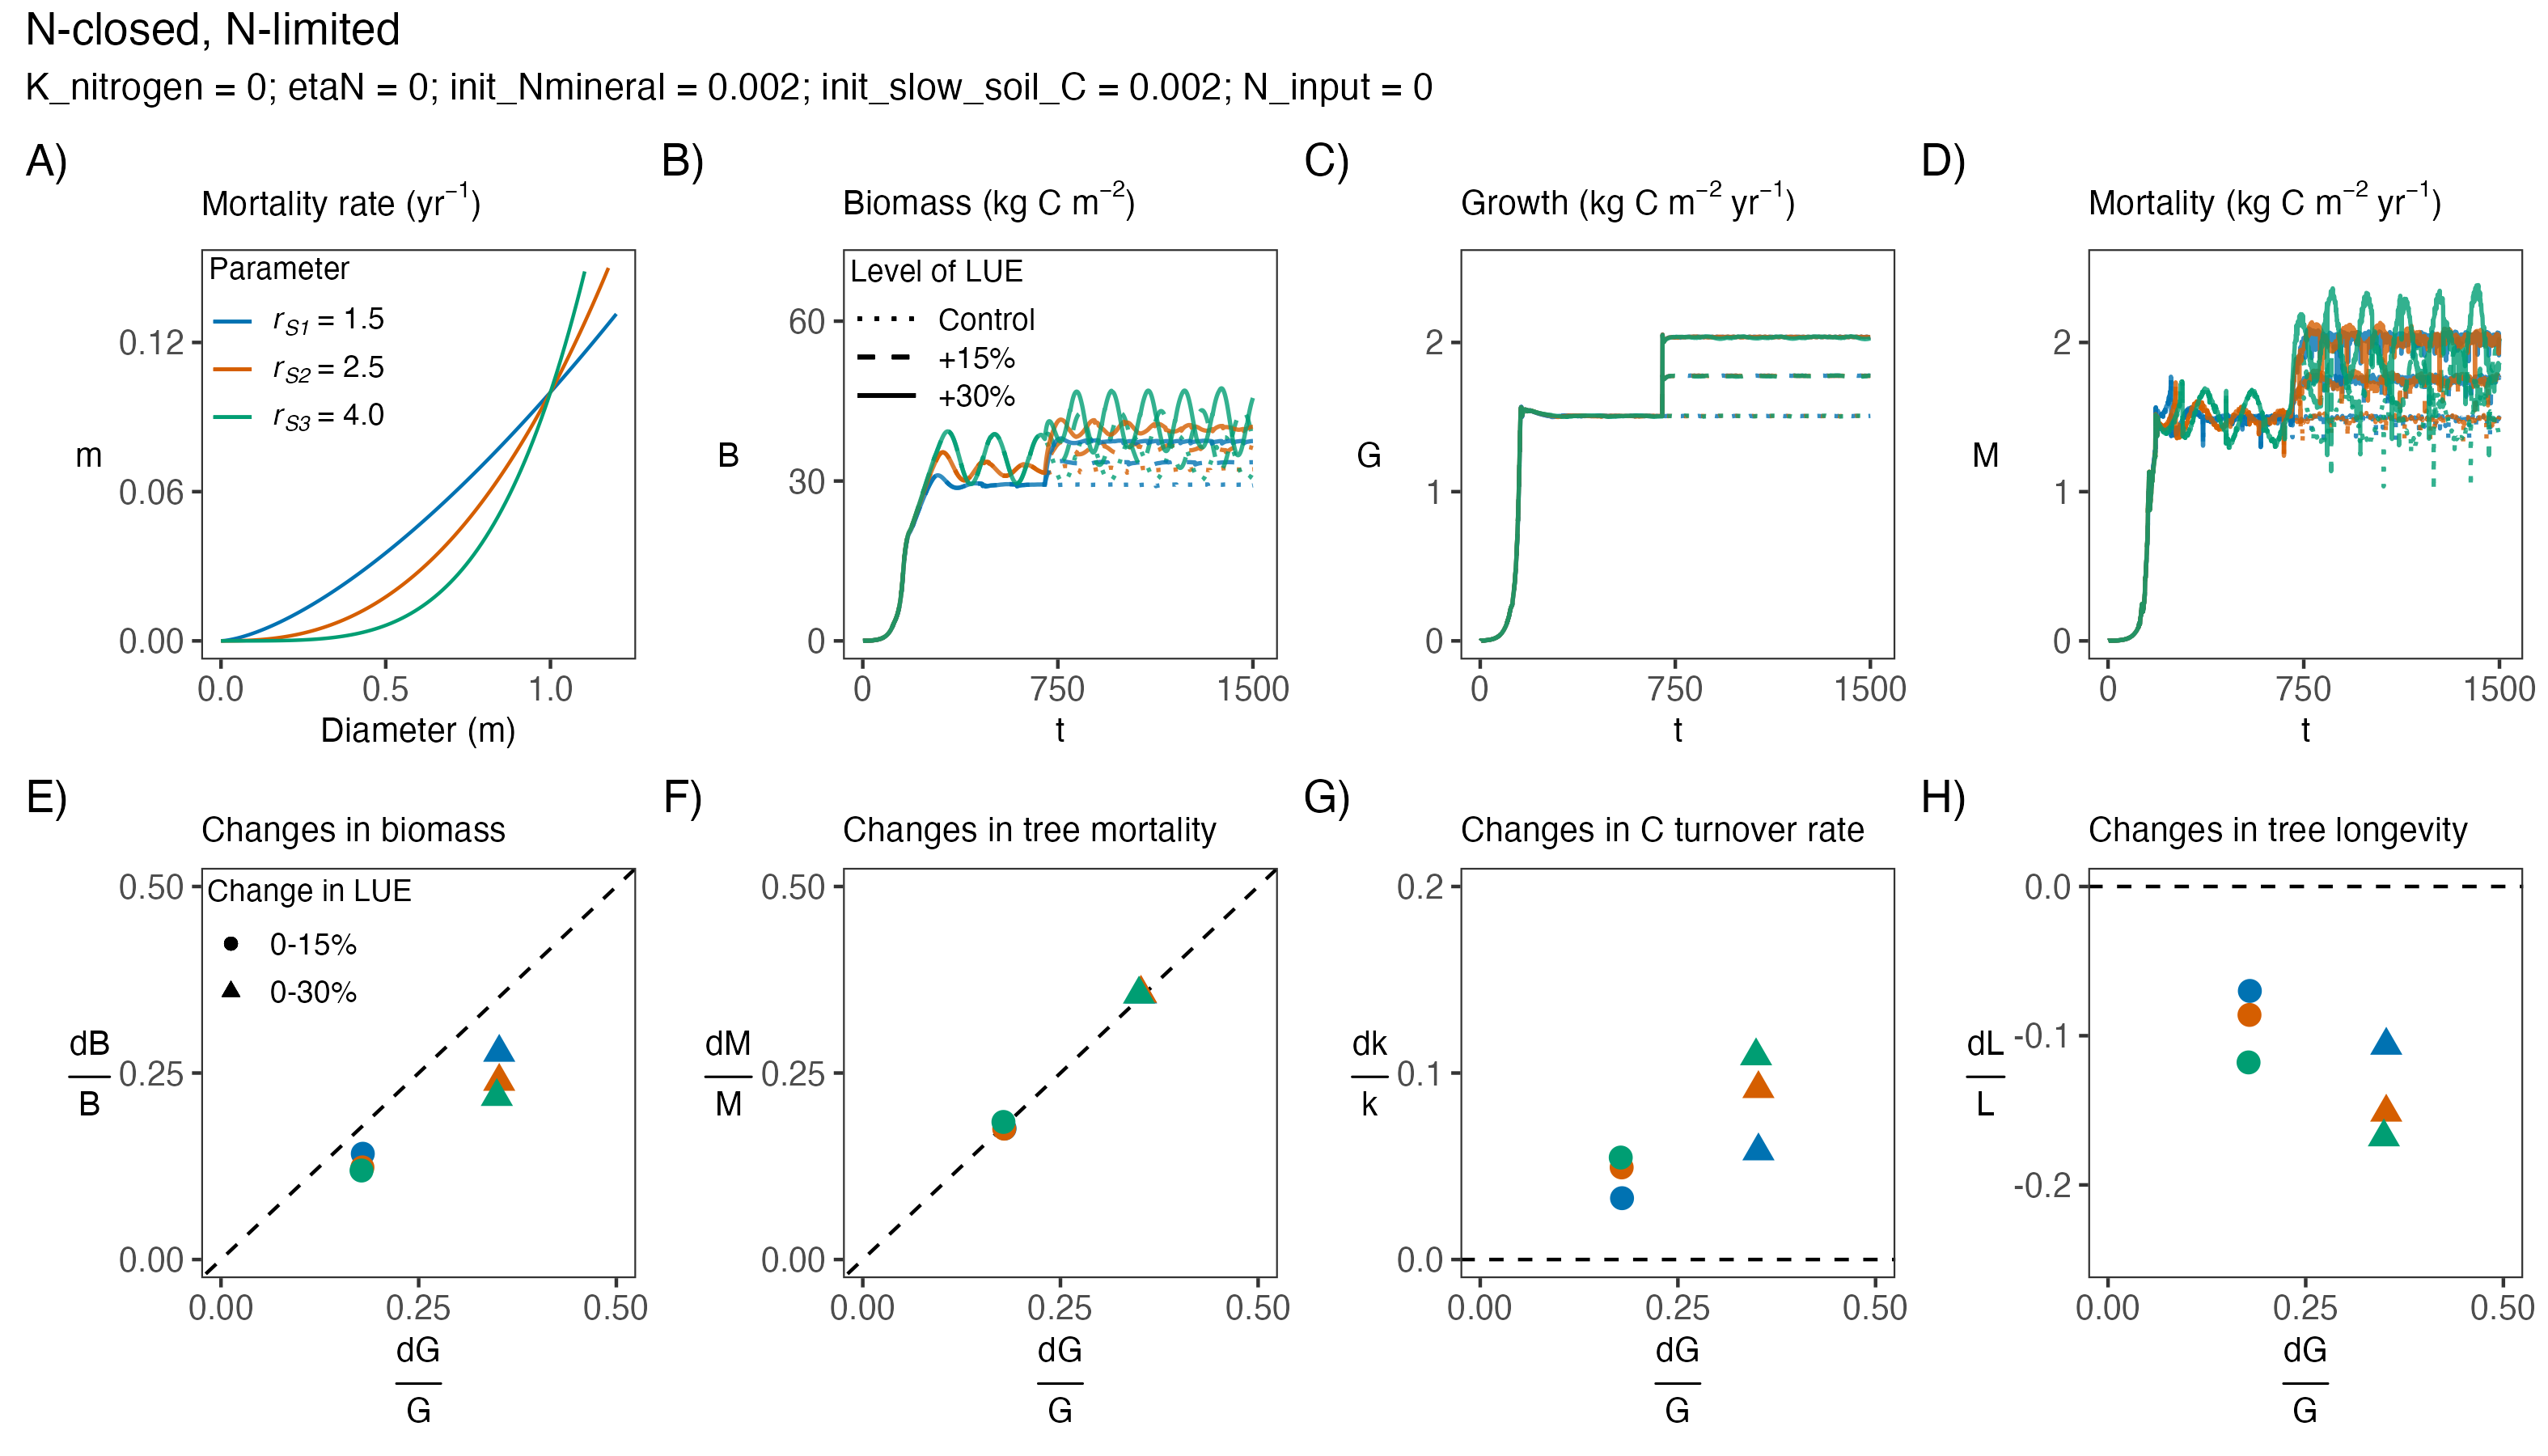 N-closed, N-limited
K_nitrogen = 0; etaN = 0; init_Nmineral = 0.002; init_slow_soil_C = 0.002; N_input = 0
A)
Mortality rate (yr⁻¹)
Parameter
r_S1 = 1.5
r_S2 = 2.5
r_S3 = 4.0
m
0.12
0.06
0.00
0.0 0.5 1.0
Diameter (m)
B)
Biomass (kg C m⁻²)
Level of LUE
Control
+15%
+30%
B
60
30
0
0 750 1500
t
C)
Growth (kg C m⁻² yr⁻¹)
G
2
1
0
0 750 1500
t
D)
Mortality (kg C m⁻² yr⁻¹)
M
2
1
0
0 750 1500
t
E)
Changes in biomass
Change in LUE
0-15%
0-30%
dB
B
0.50
0.25
0.00
0.00 0.25 0.50
dG
G
F)
Changes in tree mortality
dM
M
0.50
0.25
0.00
0.00 0.25 0.50
dG
G
G)
Changes in C turnover rate
dk
k
0.2
0.1
0.0
0.00 0.25 0.50
dG
G
H)
Changes in tree longevity
dL
L
0.0
-0.1
-0.2
0.00 0.25 0.50
dG
G